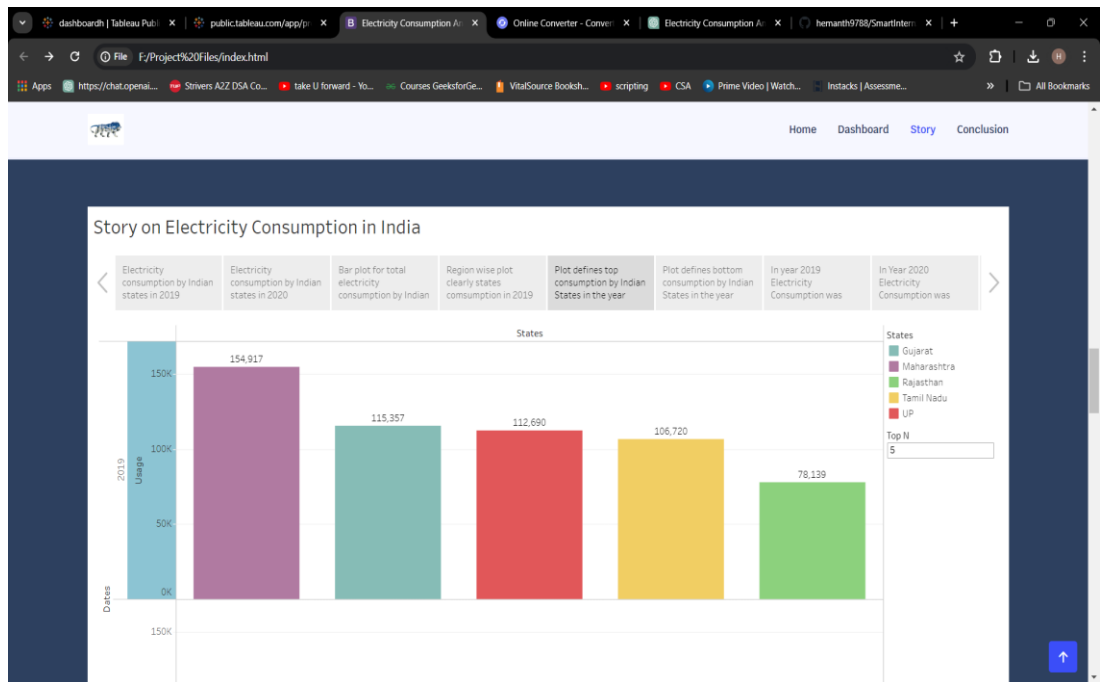 dashboardh | Tableau Publi
public.tableau.com/app/pr
Electricity Consumption An
Online Converter - Convert
Electricity Consumption An
hemanth9788/SmartIntern
File F:/Project%20Files/index.html
H
Apps
https://chat.openai....
Strivers A2Z DSA Co...
take U forward - Yo...
Courses GeeksforGe...
VitalSource Booksh...
scripting
CSA
Prime Video | Watch...
Instacks | Assessme...
»
All Bookmarks
Home
Dashboard
Story
Conclusion
Story on Electricity Consumption in India
Electricity
consumption by Indian
states in 2019
Electricity
consumption by Indian
states in 2020
Bar plot for total
electricity
consumption by Indian
Region wise plot
clearly states
comsumption in 2019
Plot defines top
consumption by Indian
States in the year
Plot defines bottom
consumption by Indian
States in the year
In year 2019
Electricity
Consumption was
In Year 2020
Electricity
Consumption was
States
Dates
2019
Usage
150K
100K
50K
0K
150K
154,917
115,357
112,690
106,720
78,139
States
Gujarat
Maharashtra
Rajasthan
Tamil Nadu
UP
Top N
5